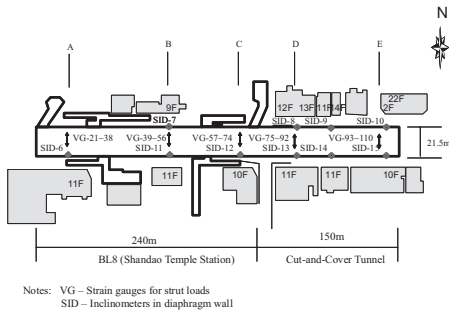 N
A B C D E
22F
9F 12F 13F 11F 14F 2F
SID-7 SID-8 SID-9 SID-10
VG-21–38 VG-39–56 VG-57–74 VG-75–92 VG-93–110
SID-6 SID-11 SID-12 SID-13 SID-14 SID-15
21.5m
11F 11F 10F 11F 11F 10F
240m 150m
BL8 (Shandao Temple Station) Cut-and-Cover Tunnel
Notes: VG – Strain gauges for strut loads
SID – Inclinometers in diaphragm wall